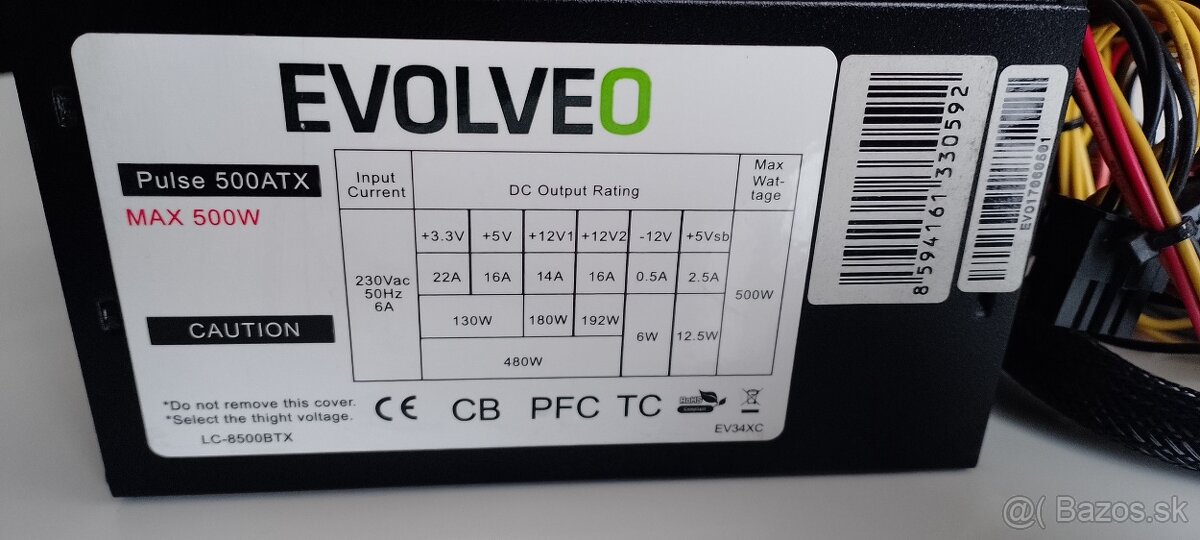 EVOLVEO
Pulse 500ATX
MAX 500W
Input Current DC Output Rating Max Wat-tage
+3.3V +5V +12V1 +12V2 -12V +5Vsb
230Vac 50Hz 6A 22A 16A 14A 16A 0.5A 2.5A 500W
130W 180W 192W 6W 12.5W
480W
CAUTION
*Do not remove this cover.
*Select the thight voltage.
LC-8500BTX
CE CB PFC TC RoHS Compliant
EV34XC
8594161330592
EVO17060501
@( Bazos.sk